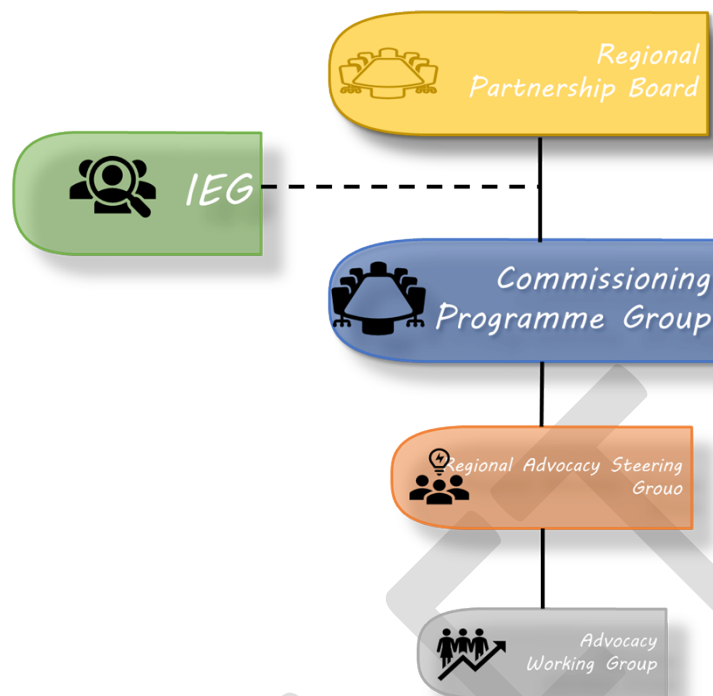 Regional
Partnership Board
IEG
Commissioning
Programme Group
Regional Advocacy Steering
Grouo
Advocacy
Working Group